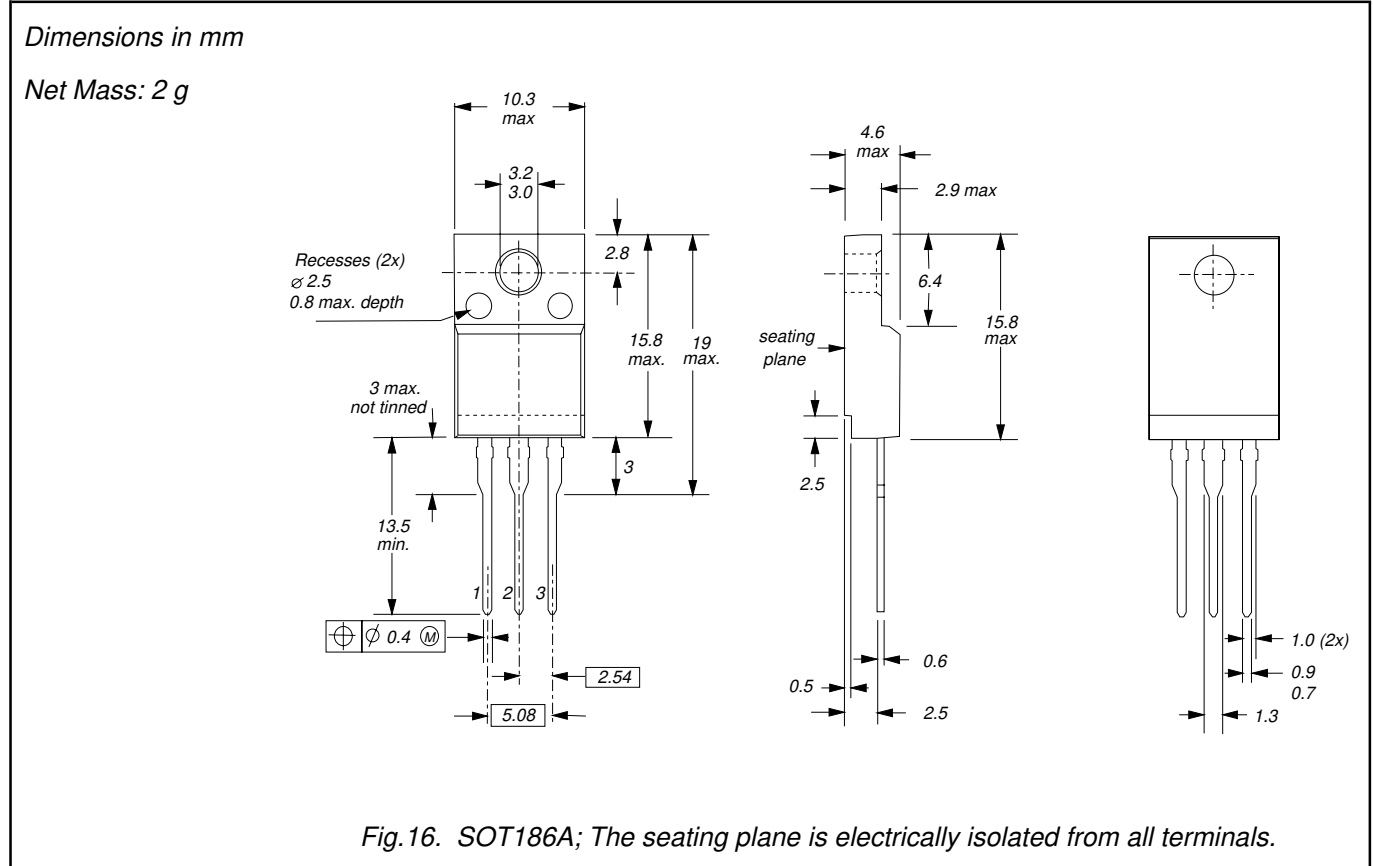 Dimensions in mm
Net Mass: 2 g
10.3
max
3.2
3.0
2.8
Recesses (2x)
⌀ 2.5
0.8 max. depth
15.8
max.
19
max.
3 max.
not tinned
3
13.5
min.
1 2 3
⌀ 0.4 Ⓜ
2.54
5.08
4.6
max
2.9 max
6.4
15.8
max
seating
plane
2.5
0.6
0.5
2.5
1.0 (2x)
0.9
0.7
1.3
Fig.16. SOT186A; The seating plane is electrically isolated from all terminals.